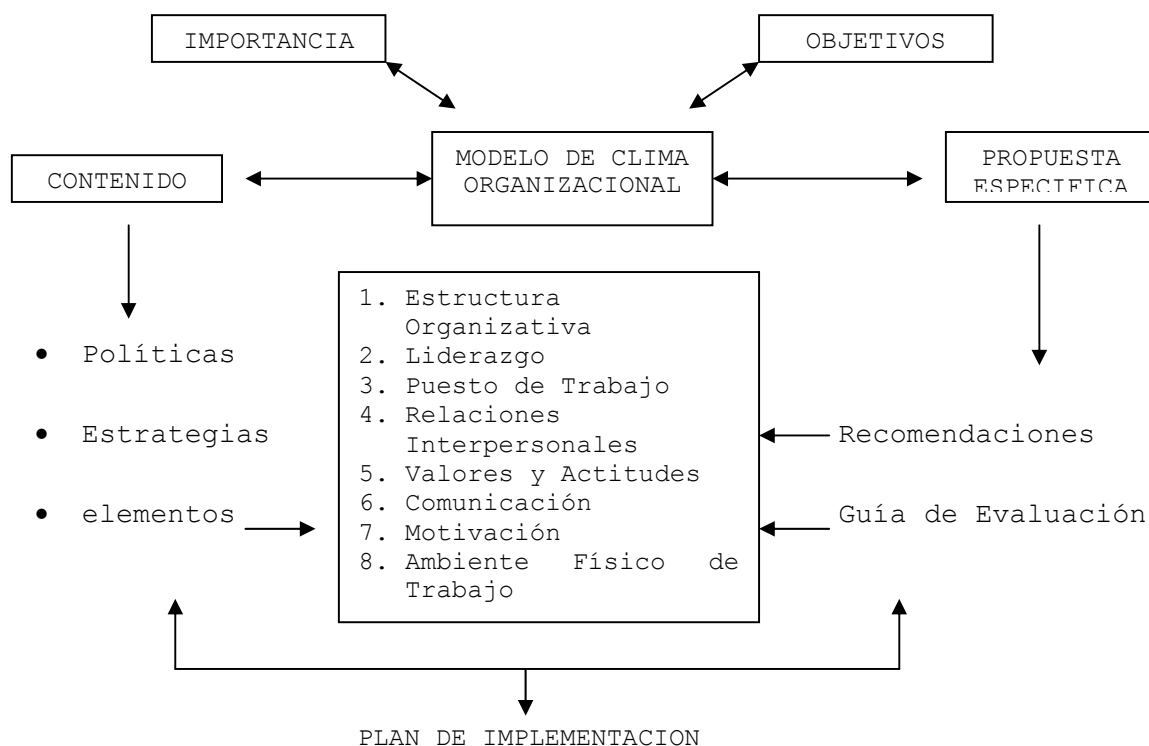 IMPORTANCIA
OBJETIVOS
CONTENIDO
MODELO DE CLIMA
ORGANIZACIONAL
PROPUESTA
ESPECIFICA
• Políticas
• Estrategias
• elementos
1. Estructura
Organizativa
2. Liderazgo
3. Puesto de Trabajo
4. Relaciones
Interpersonales
5. Valores y Actitudes
6. Comunicación
7. Motivación
8. Ambiente Físico de
Trabajo
Recomendaciones
Guía de Evaluación
PLAN DE IMPLEMENTACION